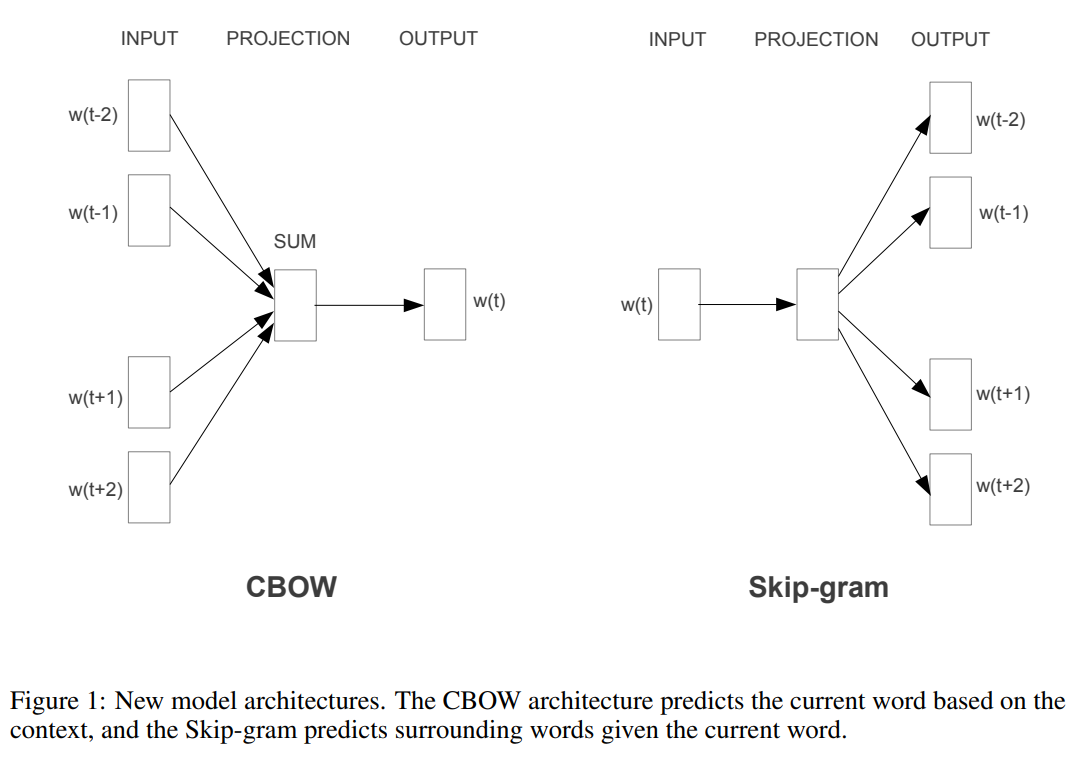 INPUT PROJECTION OUTPUT
w(t-2)
w(t-1)
SUM
w(t)
w(t+1)
w(t+2)
CBOW
INPUT PROJECTION OUTPUT
w(t-2)
w(t-1)
w(t)
w(t+1)
w(t+2)
Skip-gram
Figure 1: New model architectures. The CBOW architecture predicts the current word based on the
context, and the Skip-gram predicts surrounding words given the current word.